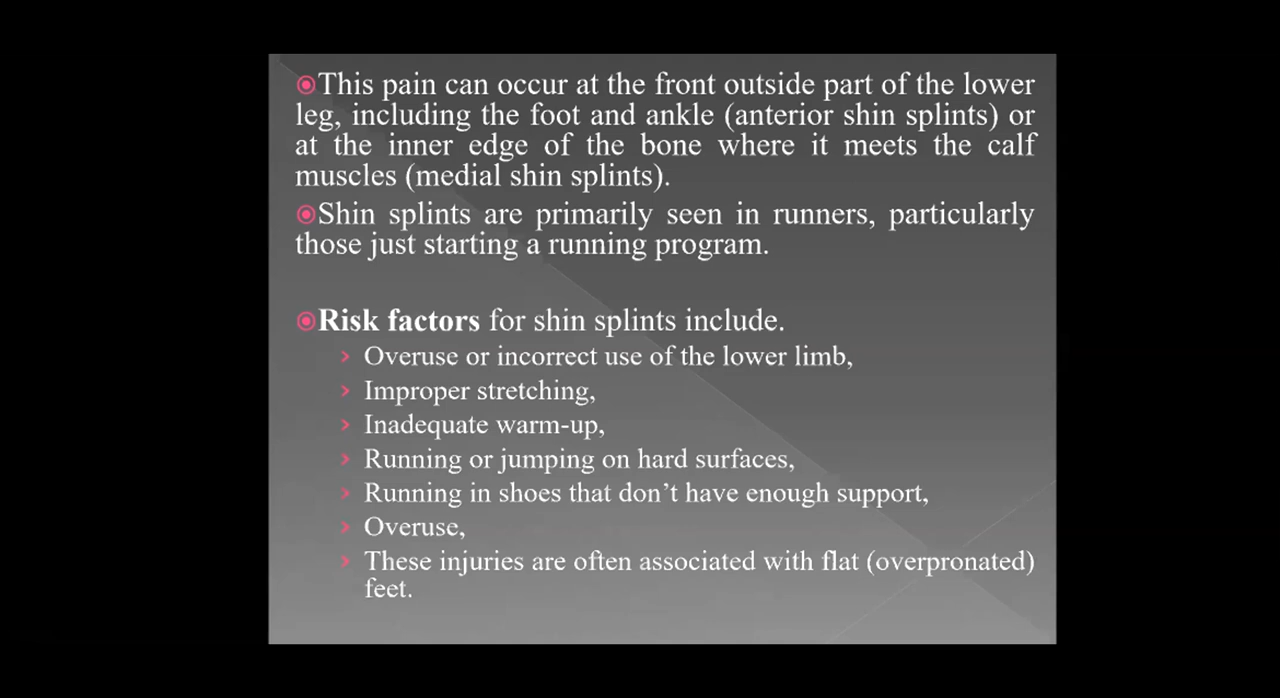 This pain can occur at the front outside part of the lower
leg, including the foot and ankle (anterior shin splints) or
at the inner edge of the bone where it meets the calf
muscles (medial shin splints).
Shin splints are primarily seen in runners, particularly
those just starting a running program.
Risk factors for shin splints include.
Overuse or incorrect use of the lower limb,
Improper stretching,
Inadequate warm-up,
Running or jumping on hard surfaces,
Running in shoes that don’t have enough support,
Overuse,
These injuries are often associated with flat (overpronated)
feet.